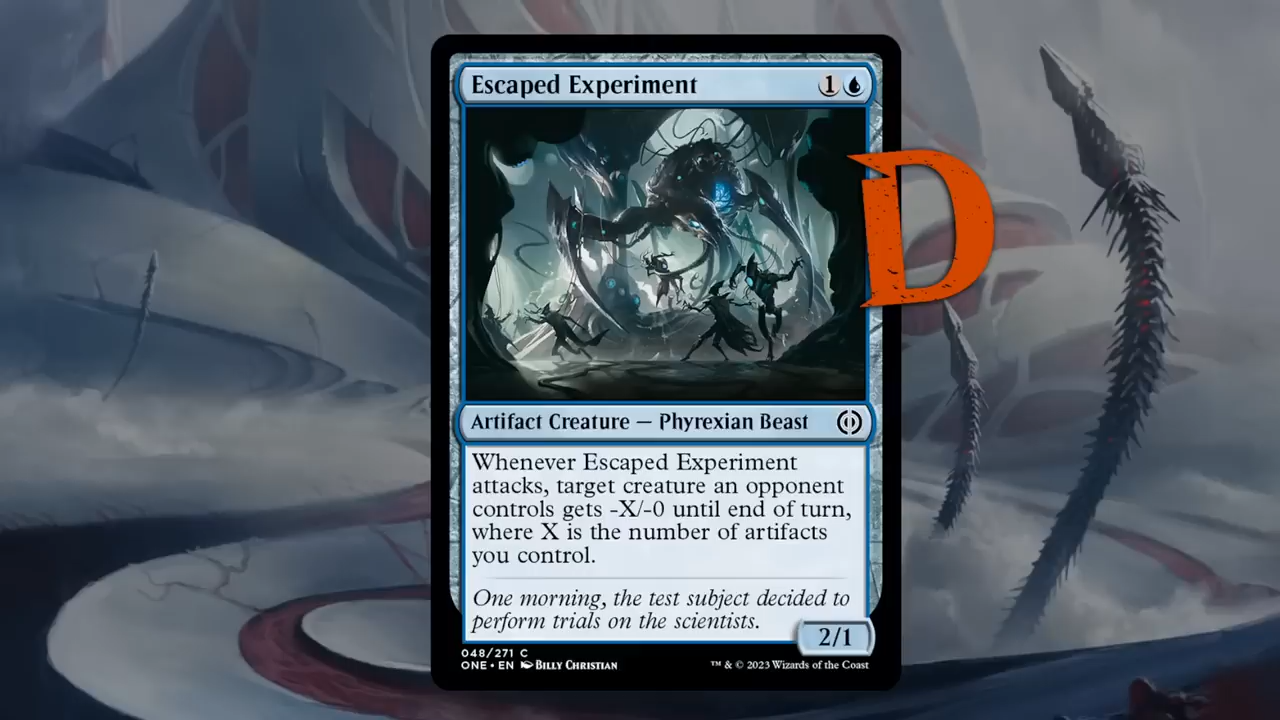 Escaped Experiment 1
D
Artifact Creature — Phyrexian Beast
Whenever Escaped Experiment
attacks, target creature an opponent
controls gets -X/-0 until end of turn,
where X is the number of artifacts
you control.
One morning, the test subject decided to
perform trials on the scientists.
2/1
048/271 C
ONE • EN Billy Christian
™ & © 2023 Wizards of the Coast